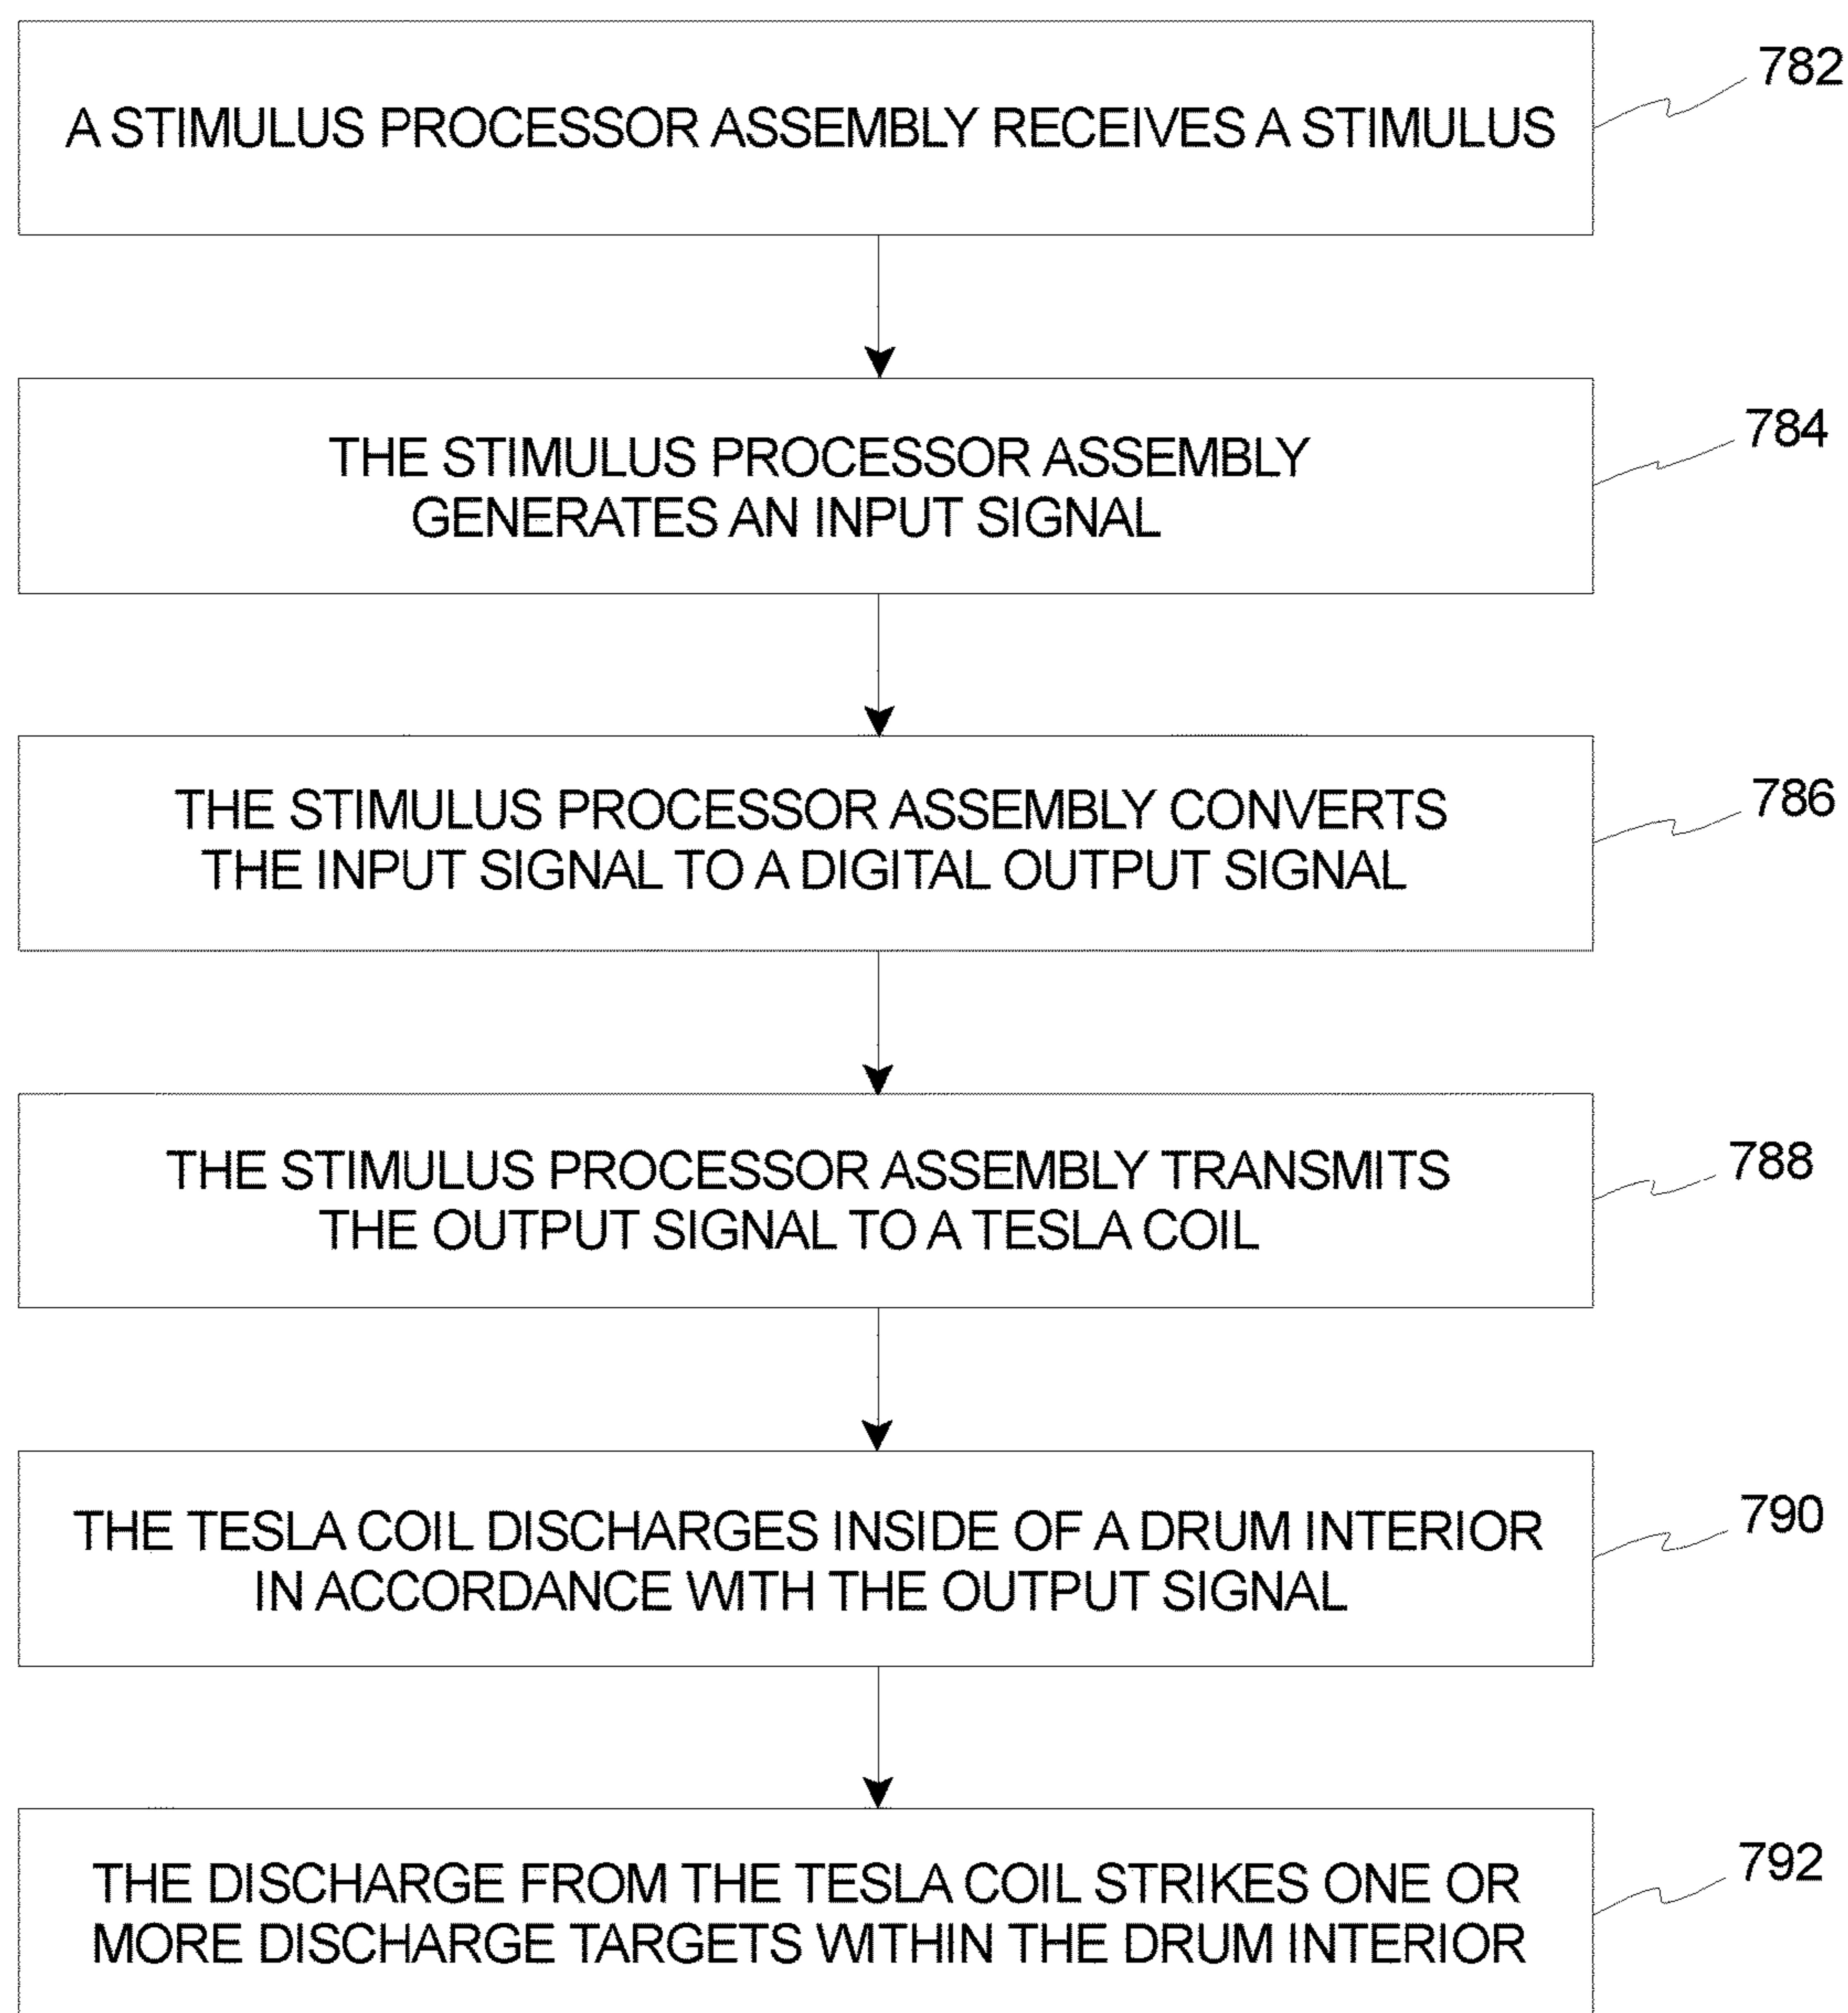 A STIMULUS PROCESSOR ASSEMBLY RECEIVES A STIMULUS
782
THE STIMULUS PROCESSOR ASSEMBLY
GENERATES AN INPUT SIGNAL
784
THE STIMULUS PROCESSOR ASSEMBLY CONVERTS
THE INPUT SIGNAL TO A DIGITAL OUTPUT SIGNAL
786
THE STIMULUS PROCESSOR ASSEMBLY TRANSMITS
THE OUTPUT SIGNAL TO A TESLA COIL
788
THE TESLA COIL DISCHARGES INSIDE OF A DRUM INTERIOR
IN ACCORDANCE WITH THE OUTPUT SIGNAL
790
THE DISCHARGE FROM THE TESLA COIL STRIKES ONE OR
MORE DISCHARGE TARGETS WITHIN THE DRUM INTERIOR
792